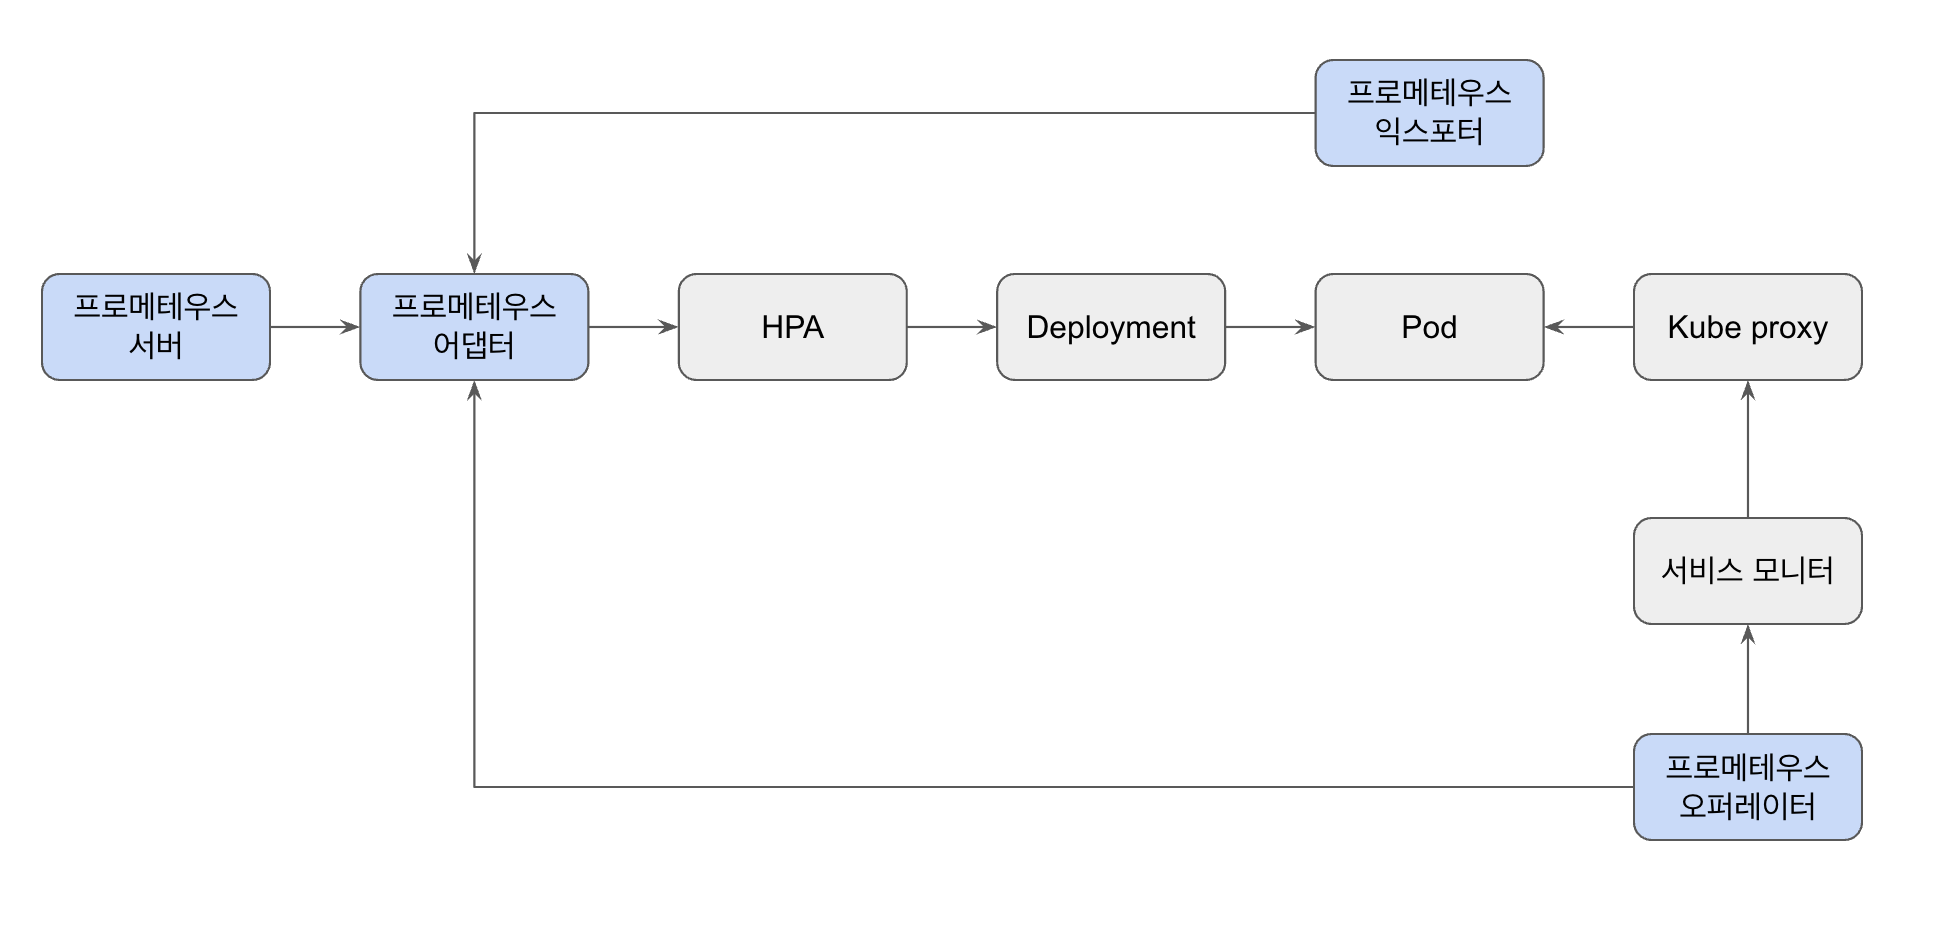 프로메테우스
익스포터
프로메테우스
서버
프로메테우스
어댑터
HPA
Deployment
Pod
Kube proxy
서비스 모니터
프로메테우스
오퍼레이터